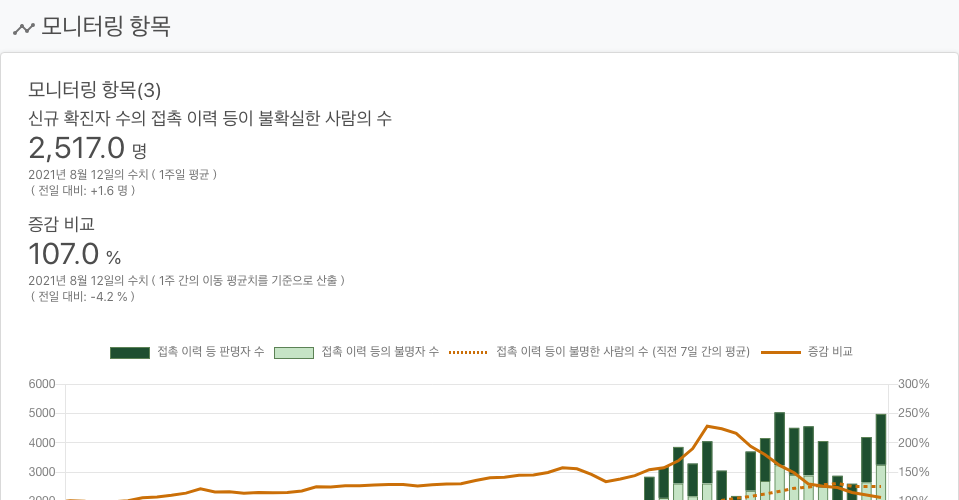 모니터링 항목
모니터링 항목(3)
신규 확진자 수의 접촉 이력 등이 불확실한 사람의 수
2,517.0 명
2021년 8월 12일의 수치 ( 1주일 평균 )
( 전일 대비: +1.6 명 )
증감 비교
107.0 %
2021년 8월 12일의 수치 ( 1주 간의 이동 평균치를 기준으로 산출 )
( 전일 대비: -4.2 % )
접촉 이력 등 판명자 수 접촉 이력 등의 불명자 수 접촉 이력 등이 불명한 사람의 수 (직전 7일 간의 평균) 증감 비교
6000 300%
5000 250%
4000 200%
3000 150%
2000 100%